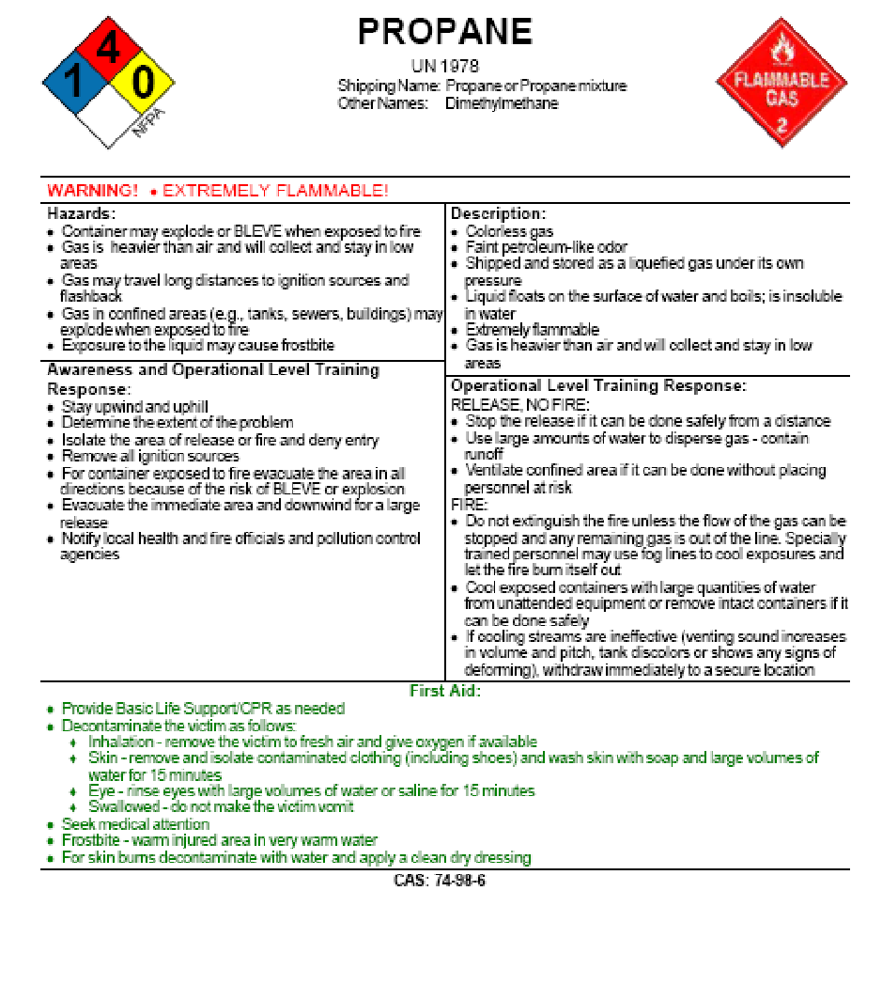 PROPANE
UN 1978
Shipping Name: Propane or Propane mixture
Other Names: Dimethylmethane
4
1
0
NFPA
FLAMMABLE
GAS
2
WARNING! • EXTREMELY FLAMMABLE!
Hazards:
• Container may explode or BLEVE when exposed to fire
• Gas is heavier than air and will collect and stay in low
areas
• Gas may travel long distances to ignition sources and
flashback
• Gas in confined areas (e.g., tanks, sewers, buildings) may
explode when exposed to fire
• Exposure to the liquid may cause frostbite
Awareness and Operational Level Training
Response:
• Stay upwind and uphill
• Determine the extent of the problem
• Isolate the area of release or fire and deny entry
• Remove all ignition sources
• For container exposed to fire evacuate the area in all
directions because of the risk of BLEVE or explosion
• Evacuate the immediate area and downwind for a large
release
• Notify local health and fire officials and pollution control
agencies
Description:
• Colorless gas
• Faint petroleum-like odor
• Shipped and stored as a liquefied gas under its own
pressure
• Liquid floats on the surface of water and boils; is insoluble
in water
• Extremely flammable
• Gas is heavier than air and will collect and stay in low
areas
Operational Level Training Response:
RELEASE, NO FIRE:
• Stop the release if it can be done safely from a distance
• Use large amounts of water to disperse gas - contain
runoff
• Ventilate confined area if it can be done without placing
personnel at risk
FIRE:
• Do not extinguish the fire unless the flow of the gas can be
stopped and any remaining gas is out of the line. Specially
trained personnel may use fog lines to cool exposures and
let the fire burn itself out
• Cool exposed containers with large quantities of water
from unattended equipment or remove intact containers if it
can be done safely
• If cooling streams are ineffective (venting sound increases
in volume and pitch, tank discolors or shows any signs of
deforming), withdraw immediately to a secure location
First Aid:
• Provide Basic Life Support/CPR as needed
• Decontaminate the victim as follows:
♦ Inhalation - remove the victim to fresh air and give oxygen if available
♦ Skin - remove and isolate contaminated clothing (including shoes) and wash skin with soap and large volumes of
water for 15 minutes
♦ Eye - rinse eyes with large volumes of water or saline for 15 minutes
♦ Swallowed - do not make the victim vomit
• Seek medical attention
• Frostbite - warm injured area in very warm water
• For skin burns decontaminate with water and apply a clean dry dressing
CAS: 74-98-6